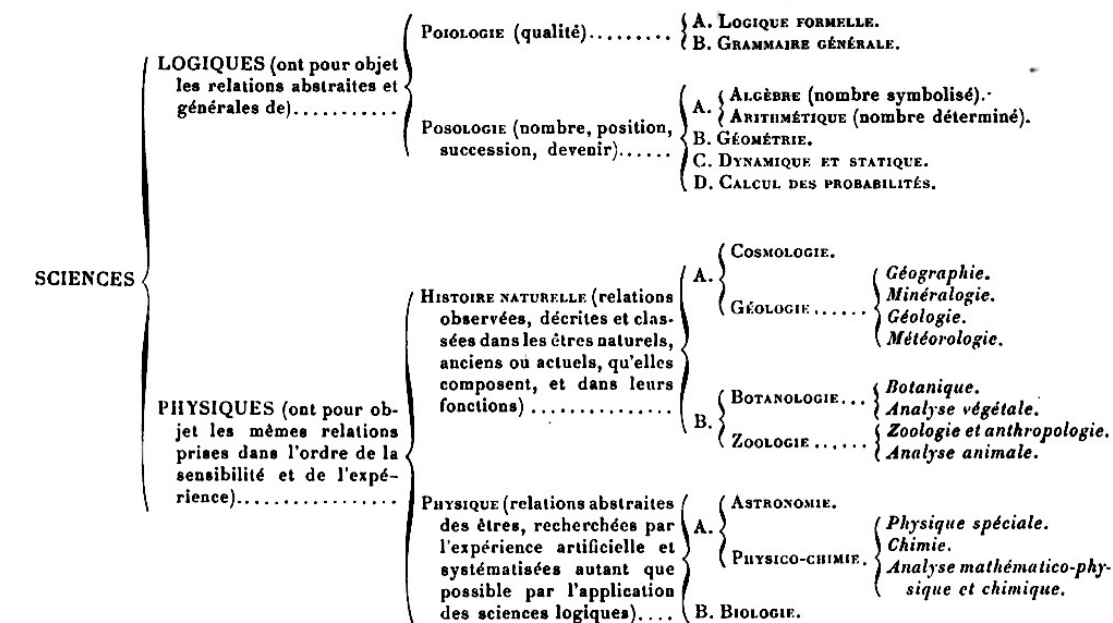 SCIENCES
LOGIQUES (ont pour objet
les relations abstraites et
générales de)...........
POIOLOGIE (qualité).........
A. LOGIQUE FORMELLE.
B. GRAMMAIRE GÉNÉRALE.
POSOLOGIE (nombre, position,
succession, devenir)......
A.
ALGÈBRE (nombre symbolisé).
ARITHMÉTIQUE (nombre déterminé).
B. GÉOMÉTRIE.
C. DYNAMIQUE ET STATIQUE.
D. CALCUL DES PROBABILITÉS.
PHYSIQUES (ont pour ob-
jet les mêmes relations
prises dans l'ordre de la
sensibilité et de l'expé-
rience).................
HISTOIRE NATURELLE (relations
observées, décrites et clas-
sées dans les êtres naturels,
anciens ou actuels, qu'elles
composent, et dans leurs
fonctions) ...............
A.
COSMOLOGIE.
GÉOLOGIE......
Géographie.
Minéralogie.
Géologie.
Météorologie.
B.
BOTANOLOGIE...
Botanique.
Analyse végétale.
ZOOLOGIE ......
Zoologie et anthropologie.
Analyse animale.
PHYSIQUE (relations abstraites
des êtres, recherchées par
l'expérience artificielle et
systématisées autant que
possible par l'application
des sciences logiques)....
A.
ASTRONOMIE.
PHYSICO-CHIMIE.
Physique spéciale.
Chimie.
Analyse mathématico-phy-
sique et chimique.
B. BIOLOGIE.